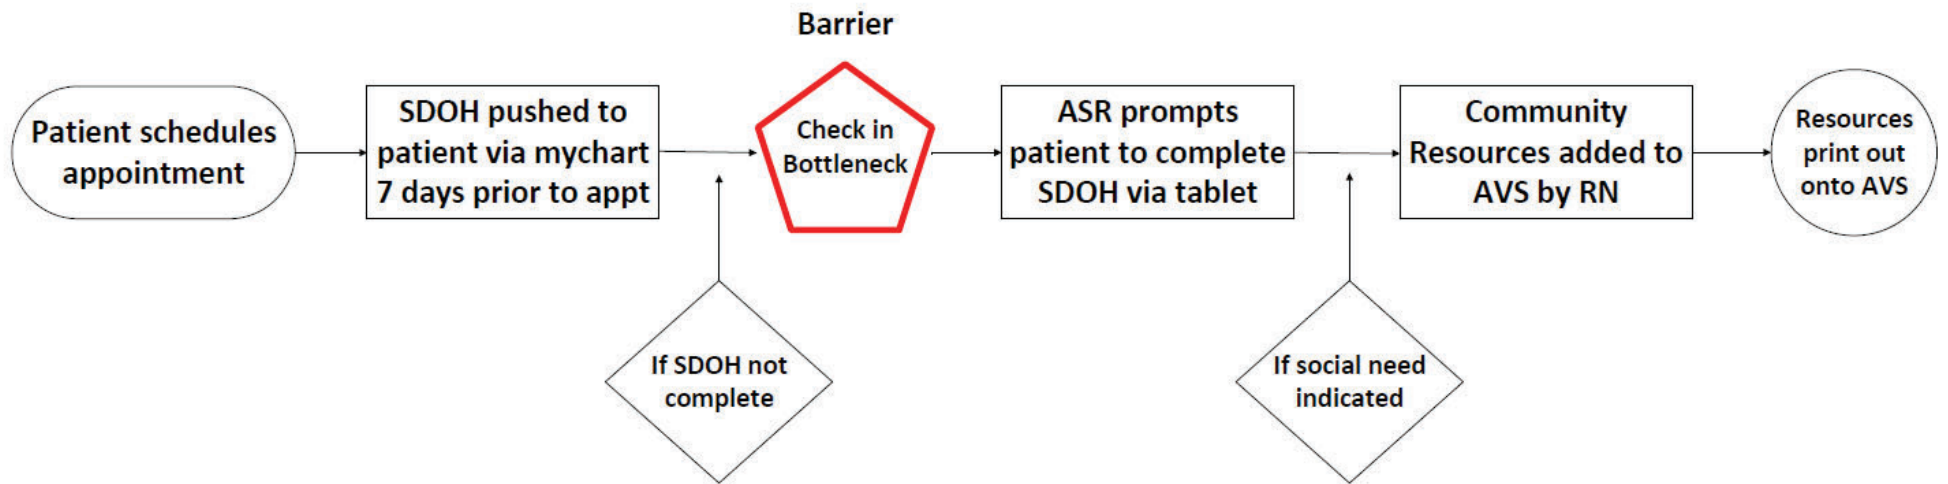 Barrier
Patient schedules
appointment
SDOH pushed to
patient via mychart
7 days prior to appt
Check in
Bottleneck
ASR prompts
patient to complete
SDOH via tablet
Community
Resources added to
AVS by RN
Resources
print out
onto AVS
If SDOH not
complete
If social need
indicated